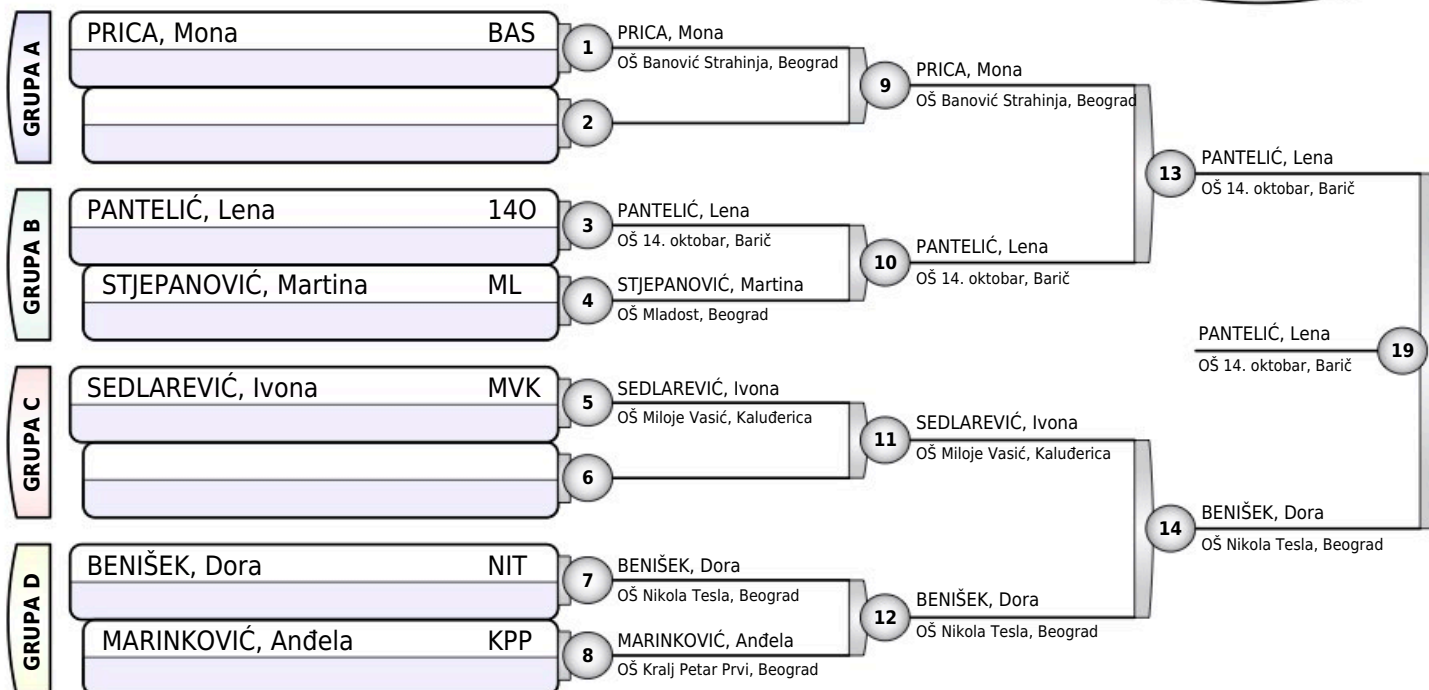 GRUPA A
PRICA, Mona BAS
1
PRICA, Mona
OŠ Banović Strahinja, Beograd
2
9
PRICA, Mona
OŠ Banović Strahinja, Beograd
GRUPA B
PANTELIĆ, Lena 14O
3
PANTELIĆ, Lena
OŠ 14. oktobar, Barič
STJEPANOVIĆ, Martina ML
4
STJEPANOVIĆ, Martina
OŠ Mladost, Beograd
10
PANTELIĆ, Lena
OŠ 14. oktobar, Barič
13
PANTELIĆ, Lena
OŠ 14. oktobar, Barič
GRUPA C
SEDLAREVIĆ, Ivona MVK
5
SEDLAREVIĆ, Ivona
OŠ Miloje Vasić, Kaluđerica
6
11
SEDLAREVIĆ, Ivona
OŠ Miloje Vasić, Kaluđerica
GRUPA D
BENIŠEK, Dora NIT
7
BENIŠEK, Dora
OŠ Nikola Tesla, Beograd
MARINKOVIĆ, Anđela KPP
8
MARINKOVIĆ, Anđela
OŠ Kralj Petar Prvi, Beograd
12
BENIŠEK, Dora
OŠ Nikola Tesla, Beograd
14
BENIŠEK, Dora
OŠ Nikola Tesla, Beograd
PANTELIĆ, Lena
OŠ 14. oktobar, Barič
19